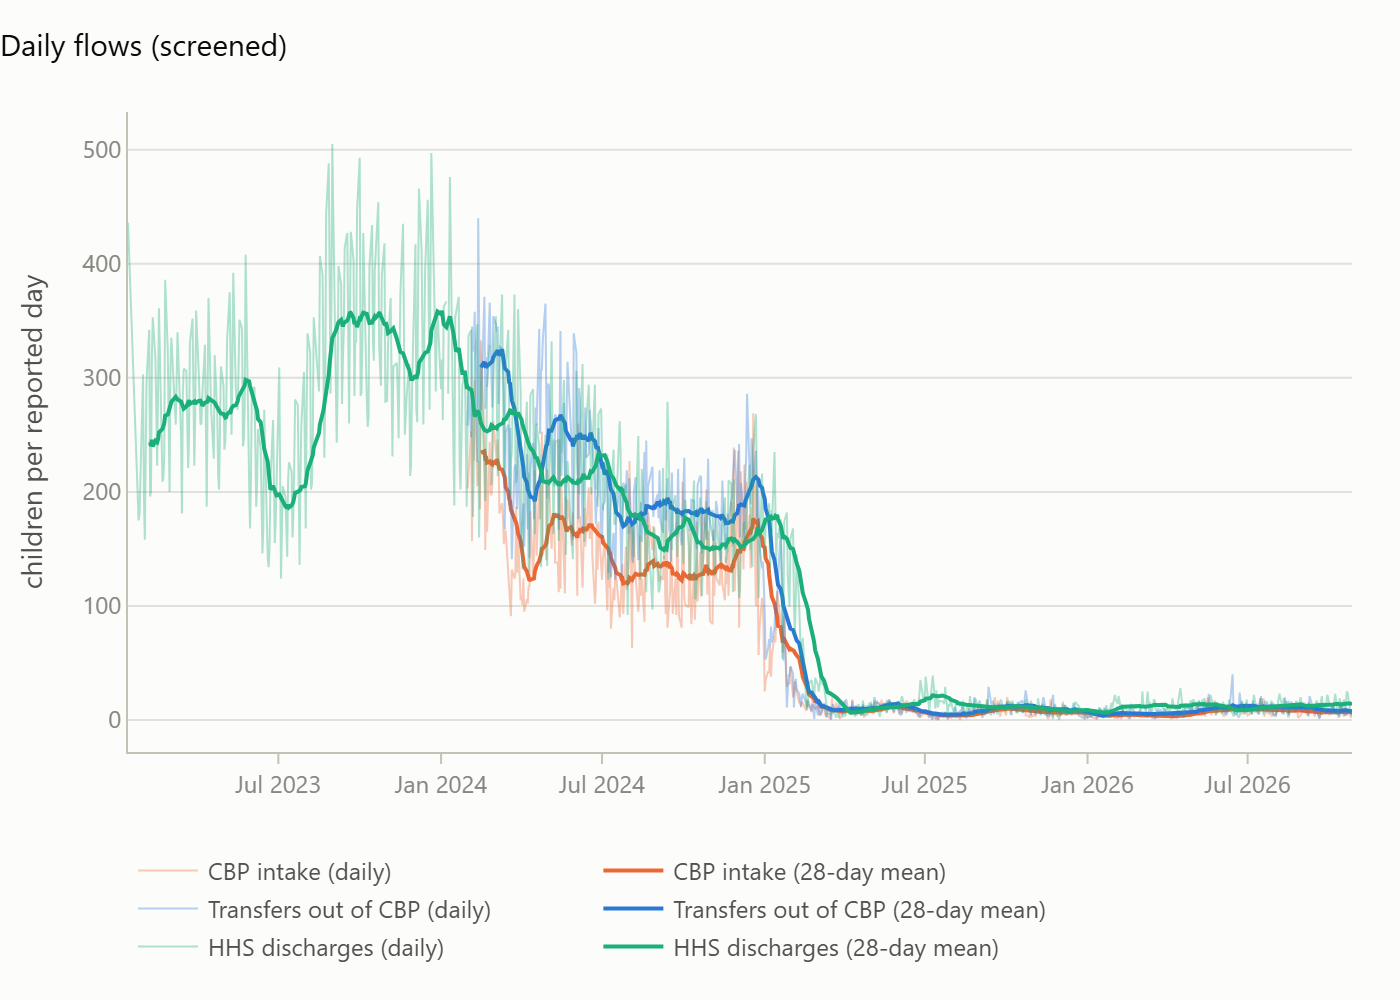 Daily flows (screened)
children per reported day
500
400
300
200
100
0
Jul 2023
Jan 2024
Jul 2024
Jan 2025
Jul 2025
Jan 2026
Jul 2026
CBP intake (daily)
CBP intake (28-day mean)
Transfers out of CBP (daily)
Transfers out of CBP (28-day mean)
HHS discharges (daily)
HHS discharges (28-day mean)